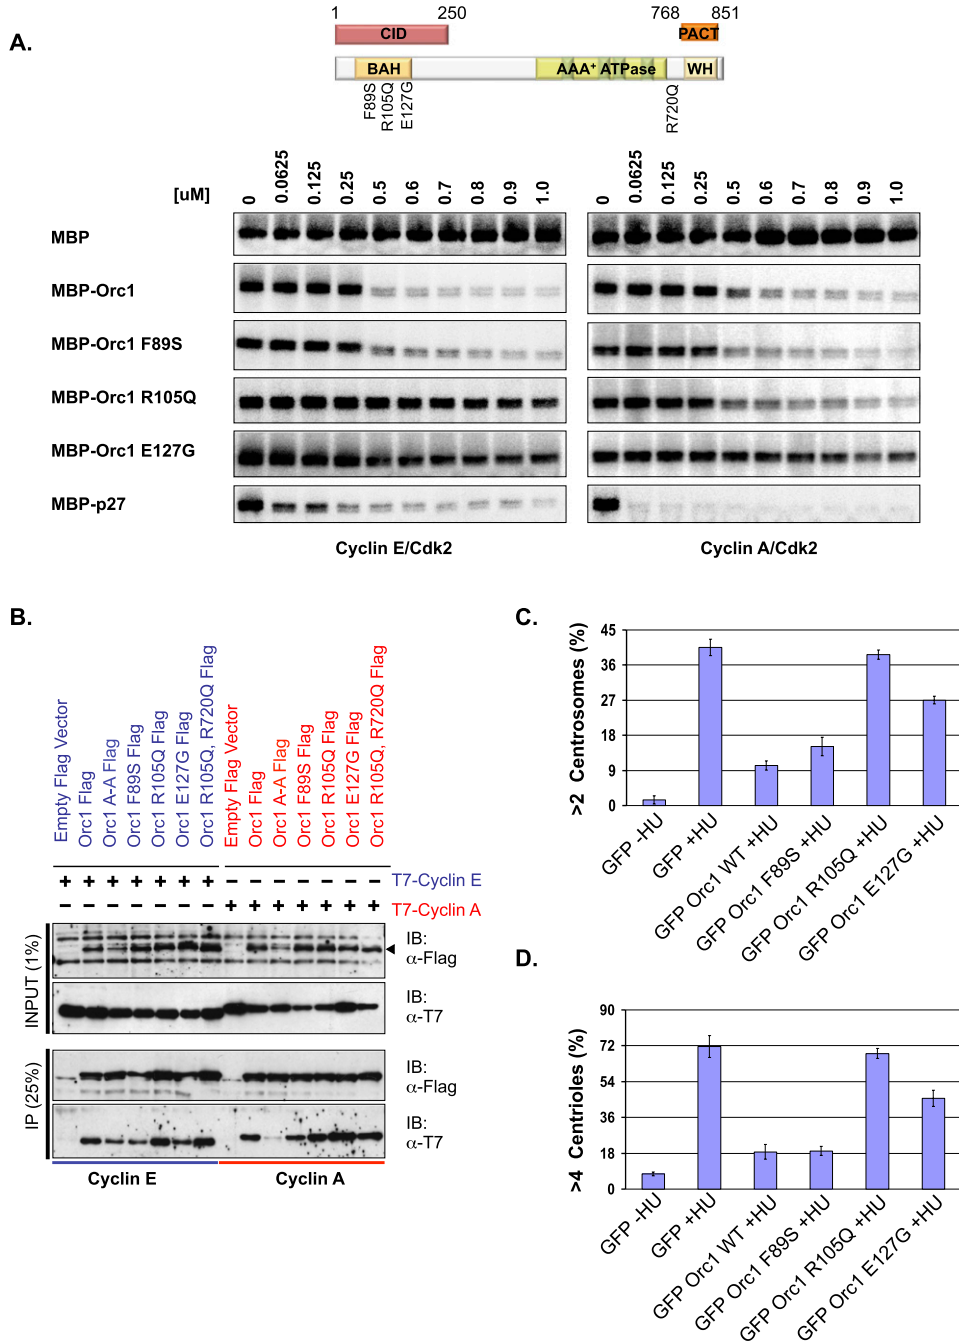 A.
1 250 768 851
CID PACT
BAH AAA+ ATPase WH
F89S
R105Q
E127G
R720Q
[uM] 0 0.0625 0.125 0.25 0.5 0.6 0.7 0.8 0.9 1.0 0 0.0625 0.125 0.25 0.5 0.6 0.7 0.8 0.9 1.0
MBP
MBP-Orc1
MBP-Orc1 F89S
MBP-Orc1 R105Q
MBP-Orc1 E127G
MBP-p27
Cyclin E/Cdk2 Cyclin A/Cdk2
B.
Empty Flag Vector
Orc1 Flag
Orc1 A-A Flag
Orc1 F89S Flag
Orc1 R105Q Flag
Orc1 E127G Flag
Orc1 R105Q, R720Q Flag
Empty Flag Vector
Orc1 Flag
Orc1 A-A Flag
Orc1 F89S Flag
Orc1 R105Q Flag
Orc1 E127G Flag
Orc1 R105Q, R720Q Flag
+ + + + + + + − − − − − − − T7-Cyclin E
− − − − − − − + + + + + + + T7-Cyclin A
INPUT (1%)
IB:
α-Flag
IB:
α-T7
IP (25%)
IB:
α-Flag
IB:
α-T7
Cyclin E Cyclin A
C.
>2 Centrosomes (%)
45
36
27
18
9
0
GFP -HU
GFP +HU
GFP Orc1 WT +HU
GFP Orc1 F89S +HU
GFP Orc1 R105Q +HU
GFP Orc1 E127G +HU
D.
>4 Centrioles (%)
90
72
54
36
18
0
GFP -HU
GFP +HU
GFP Orc1 WT +HU
GFP Orc1 F89S +HU
GFP Orc1 R105Q +HU
GFP Orc1 E127G +HU